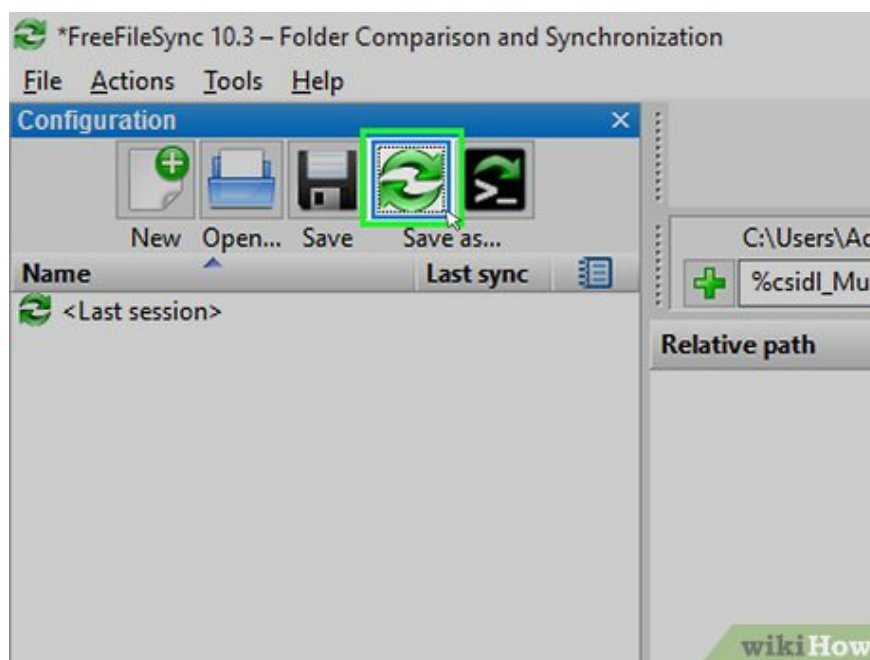 *FreeFileSync 10.3 – Folder Comparison and Synchronization
File Actions Tools Help
Configuration
New Open... Save Save as...
Name Last sync
<Last session>
C:\Users\Ad
%csidl_Mu
Relative path
wikiHow